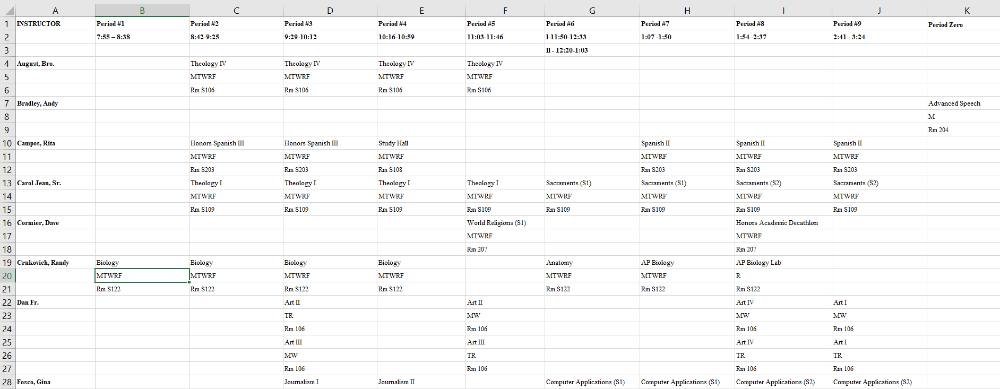 A B C D E F G H I J K
1 INSTRUCTOR Period #1 Period #2 Period #3 Period #4 Period #5 Period #6 Period #7 Period #8 Period #9 Period Zero
2 7:55 – 8:38 8:42-9:25 9:29-10:12 10:16-10:59 11:03-11:46 I-11:50-12:33 1:07 -1:50 1:54 -2:37 2:41 - 3:24
3 II - 12:20-1:03
4 August, Bro. Theology IV Theology IV Theology IV Theology IV
5 MTWRF MTWRF MTWRF MTWRF
6 Rm S106 Rm S106 Rm S106 Rm S106
7 Bradley, Andy Advanced Speech
8 M
9 Rm 204
10 Campos, Rita Honors Spanish III Honors Spanish III Study Hall Spanish II Spanish II Spanish II
11 MTWRF MTWRF MTWRF MTWRF MTWRF MTWRF
12 Rm S203 Rm S203 Rm S108 Rm S203 Rm S203 Rm S203
13 Carol Jean, Sr. Theology I Theology I Theology I Theology I Sacraments (S1) Sacraments (S1) Sacraments (S2) Sacraments (S2)
14 MTWRF MTWRF MTWRF MTWRF MTWRF MTWRF MTWRF MTWRF
15 Rm S109 Rm S109 Rm S109 Rm S109 Rm S109 Rm S109 Rm S109 Rm S109
16 Cormier, Dave World Religions (S1) Honors Academic Decathlon
17 MTWRF MTWRF
18 Rm 207 Rm 207
19 Crnkovich, Randy Biology Biology Biology Biology Anatomy AP Biology AP Biology Lab
20 MTWRF MTWRF MTWRF MTWRF MTWRF MTWRF R
21 Rm S122 Rm S122 Rm S122 Rm S122 Rm S122 Rm S122 Rm S122
22 Dan Fr. Art II Art II Art IV Art I
23 TR MW MW MW
24 Rm 106 Rm 106 Rm 106 Rm 106
25 Art III Art III Art IV Art I
26 MW TR TR TR
27 Rm 106 Rm 106 Rm 106 Rm 106
28 Fosco, Gina Journalism I Journalism II Computer Applications (S1) Computer Applications (S1) Computer Applications (S2) Computer Applications (S2)